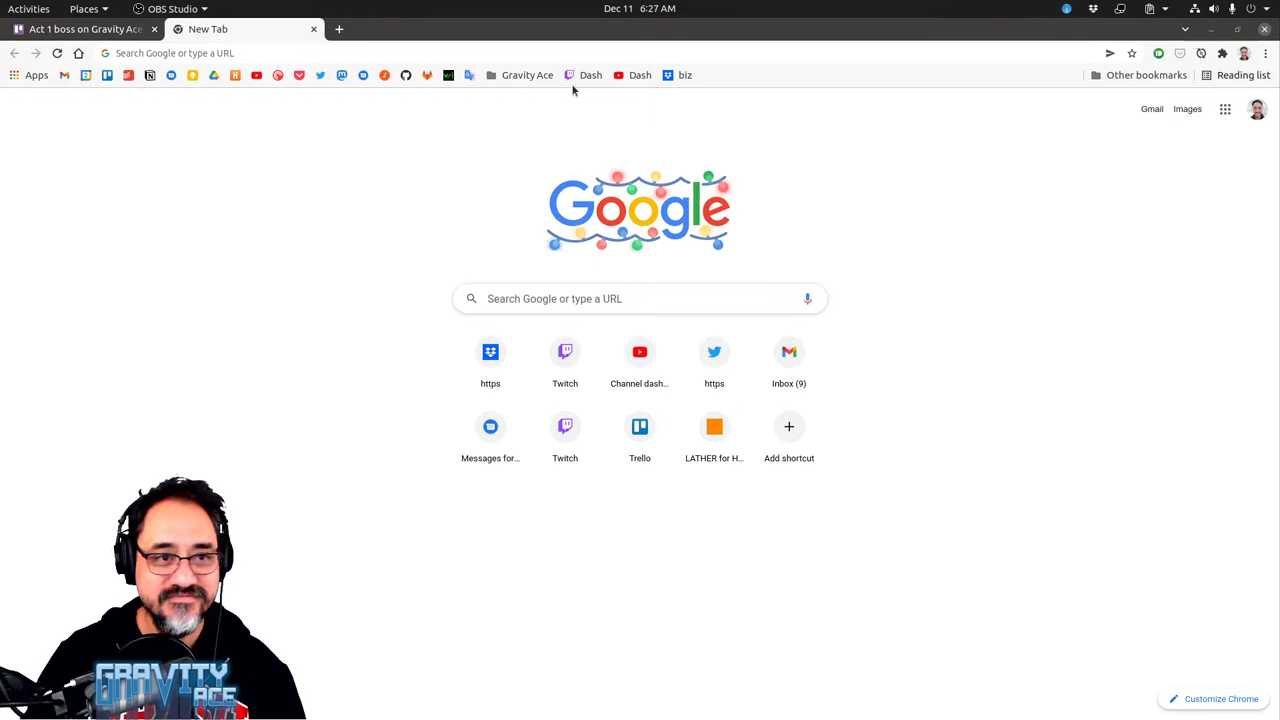 Activities Places OBS Studio Dec 11 6:27 AM
Act 1 boss on Gravity Ace New Tab
Search Google or type a URL
Apps Gravity Ace Dash Dash biz Other bookmarks Reading list
Gmail Images
Google
Search Google or type a URL
https Twitch Channel dash... https Inbox (9)
Messages for... Twitch Trello LATHER for H... Add shortcut
GRAVITY
ACE
Customize Chrome